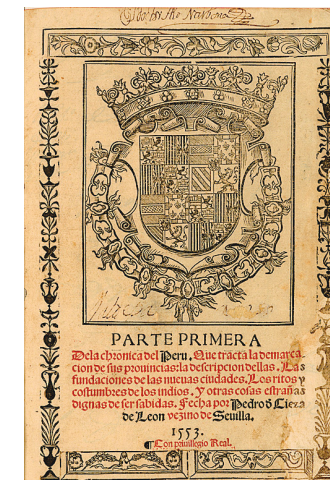 PARTE PRIMERA
Dela chronica del Peru. Que tracta la demarca
cion de sus prouincias: la descripcion dellas. Las
fundaciones de las nueuas ciudades. Los ritos y
costumbres de los indios. Y otras cosas estrañas
dignas de ser sabidas. Fecha por Pedro d̃ Cieza
de Leon vezino de Seuilla.
1553.
Con priuillegio Real.